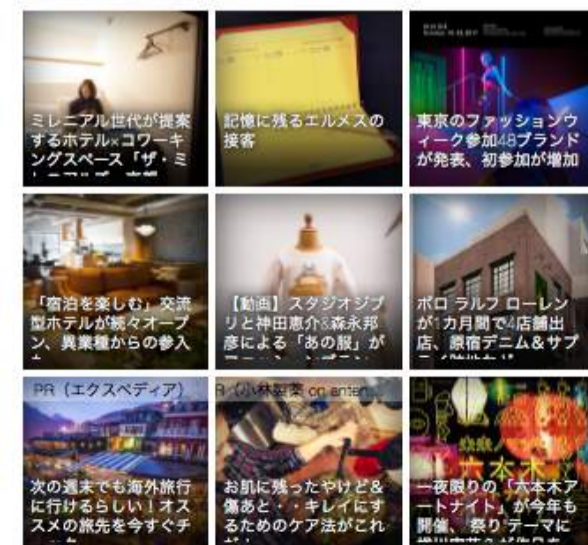 ミレニアル世代が提案
するホテル×コワーキ
ングスペース「ザ・ミ
記憶に残るエルメスの
接客
東京のファッションウ
ィーク参加48ブランド
が発表、初参加が増加
「宿泊を楽しむ」交流
型ホテルが続々オープ
ン、異業種からの参入
【動画】スタジオジブ
リと神田恵介&森永邦
彦による「あの服」が
ポロ ラルフ ローレン
が1カ月間で4店舗出
店、原宿デニム&サプ
PR（エクスペディア）
次の週末でも海外旅行
に行けるらしい！オス
スメの旅先を今すぐチ
R（小林製薬 on anten...
お肌に残ったやけど&
傷あと・・キレイにす
るためのケア法がこれ
一夜限りの「六本木ア
ートナイト」が今年も
開催、"祭り"テーマに